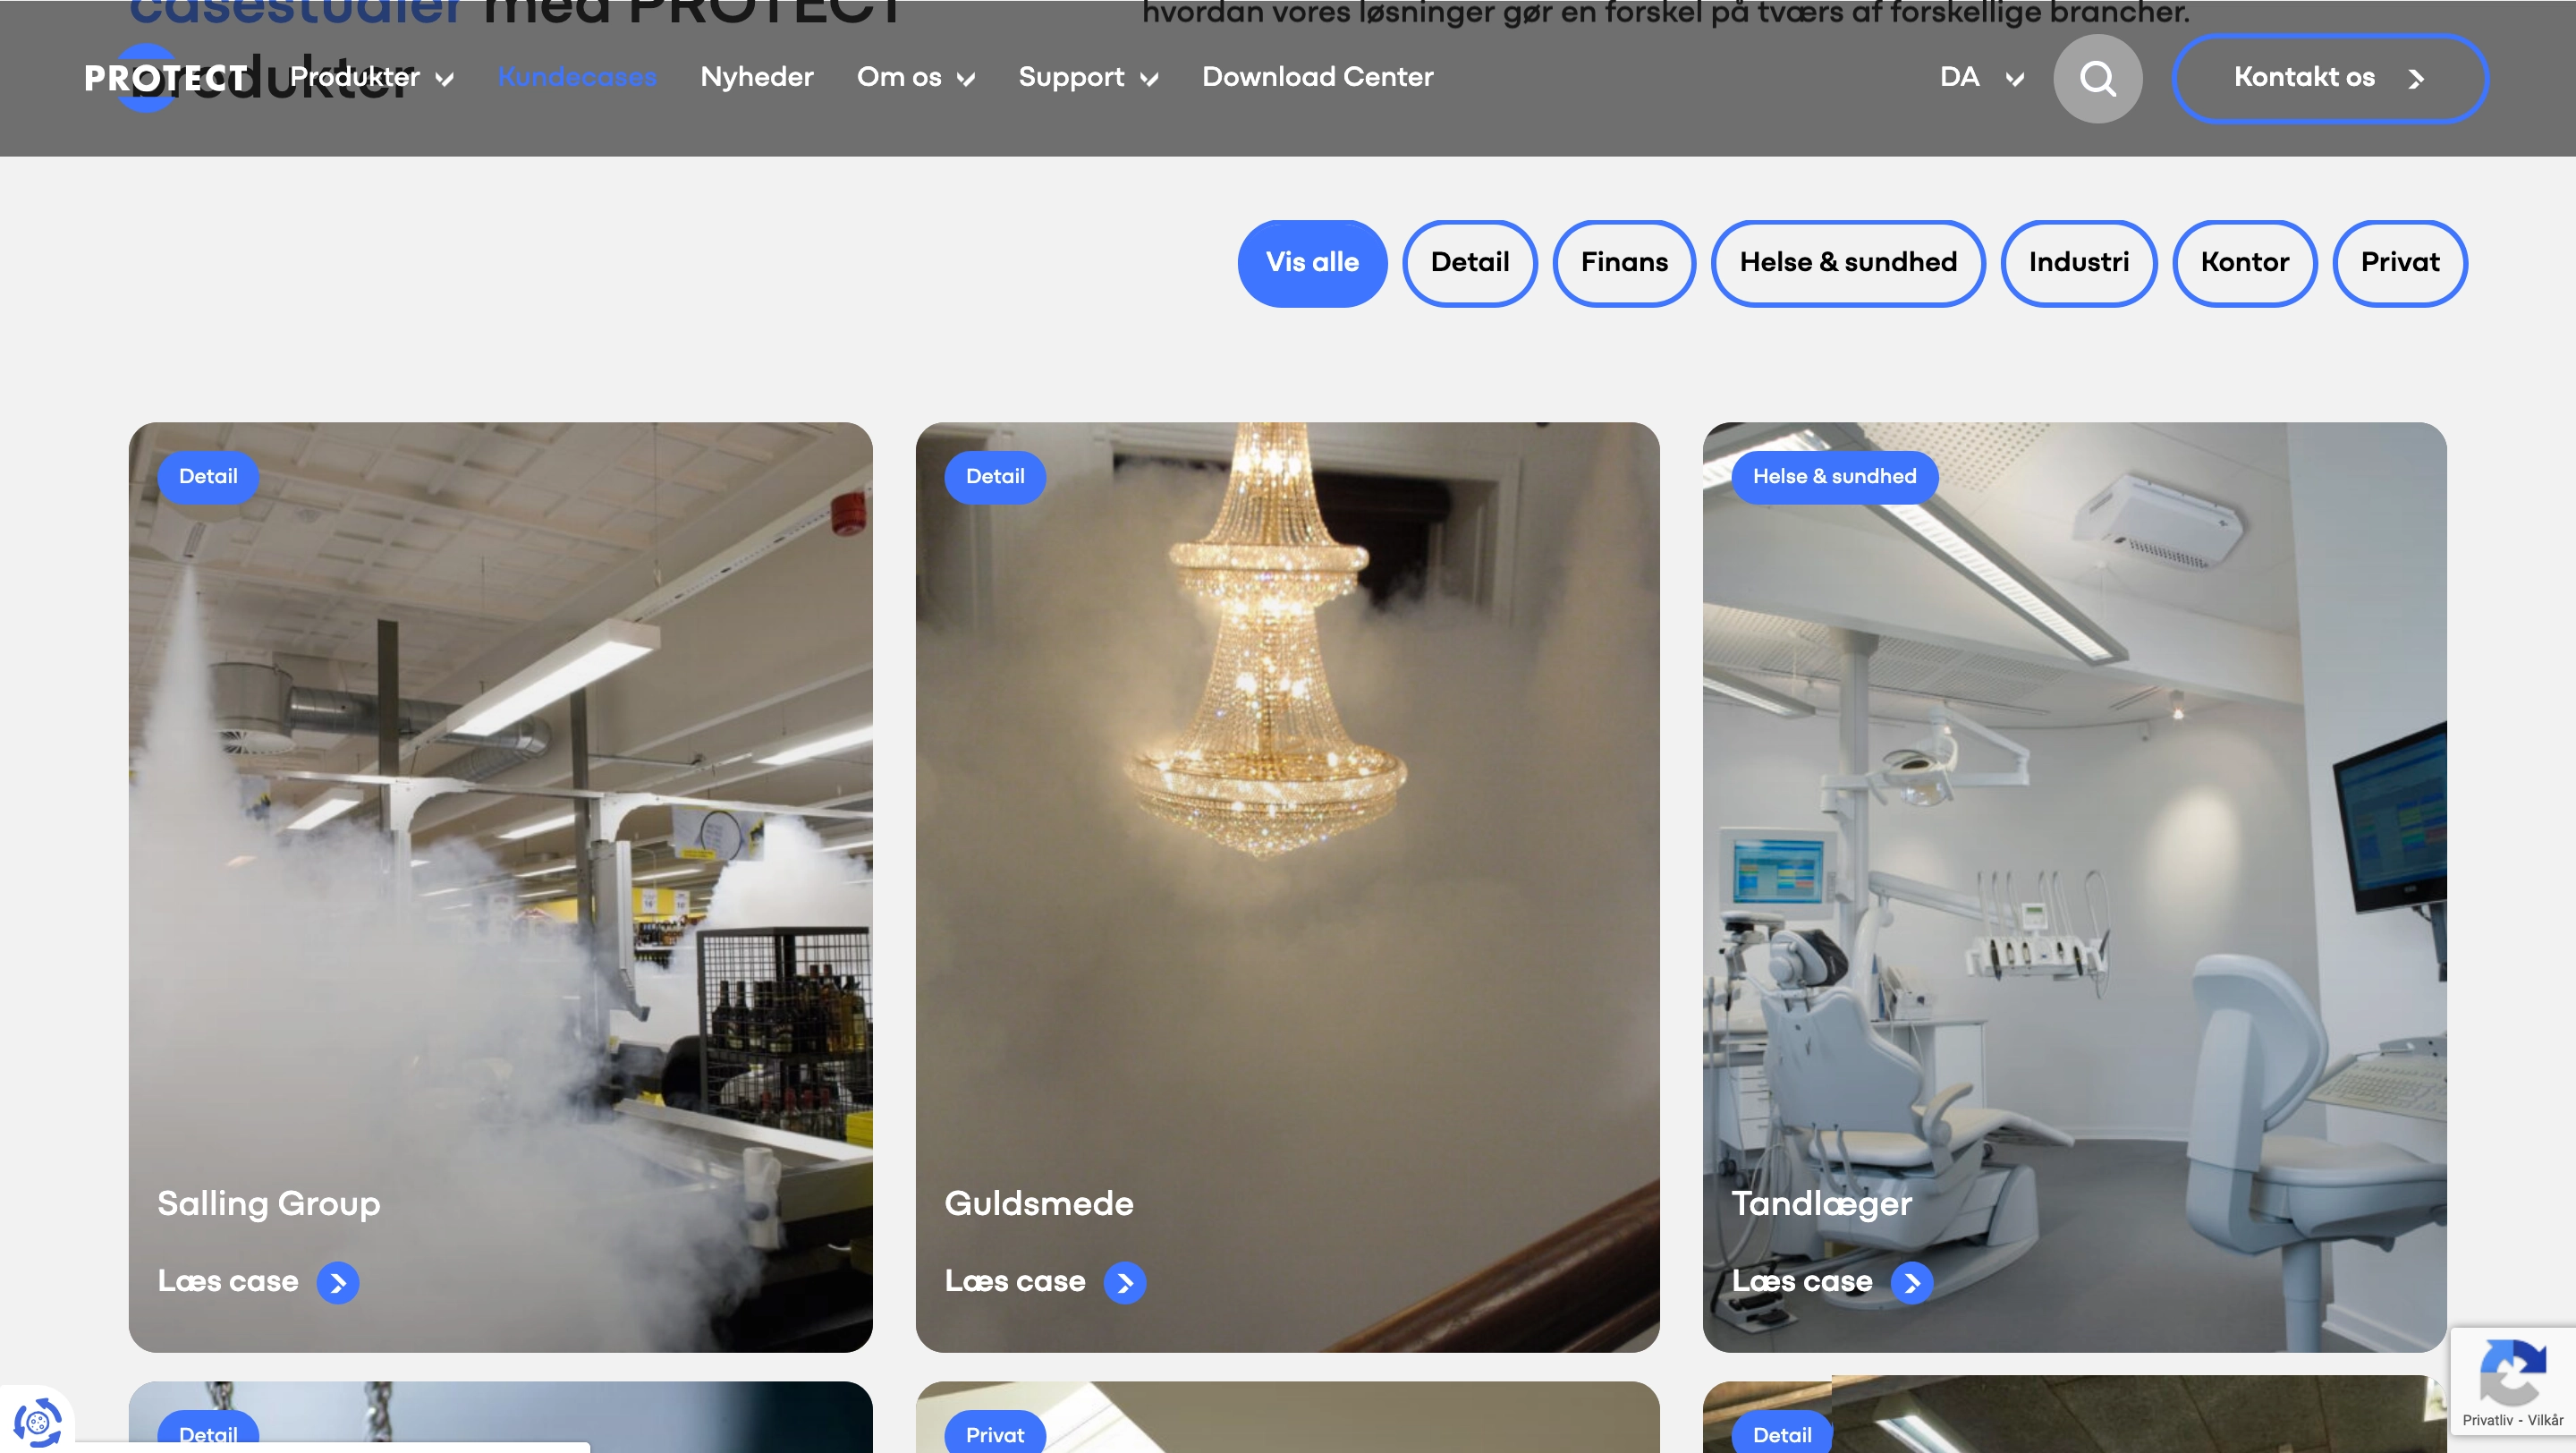 casestudier med PROTECT
produkter
hvordan vores løsninger gør en forskel på tværs af forskellige brancher.
PROTECT
Produkter
Kundecases
Nyheder
Om os
Support
Download Center
DA
Kontakt os
Vis alle
Detail
Finans
Helse & sundhed
Industri
Kontor
Privat
Detail
Salling Group
Læs case
Detail
Guldsmede
Læs case
Helse & sundhed
Tandlæger
Læs case
Detail
Privat
Detail
Privatliv - Vilkår